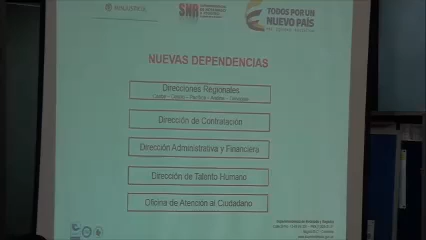 MINJUSTICIA
SNR
TODOS POR UN
NUEVO PAÍS
NUEVAS DEPENDENCIAS
Direcciones Regionales
Dirección de Contratación
Dirección Administrativa y Financiera
Dirección de Talento Humano
Oficina de Atención al Ciudadano